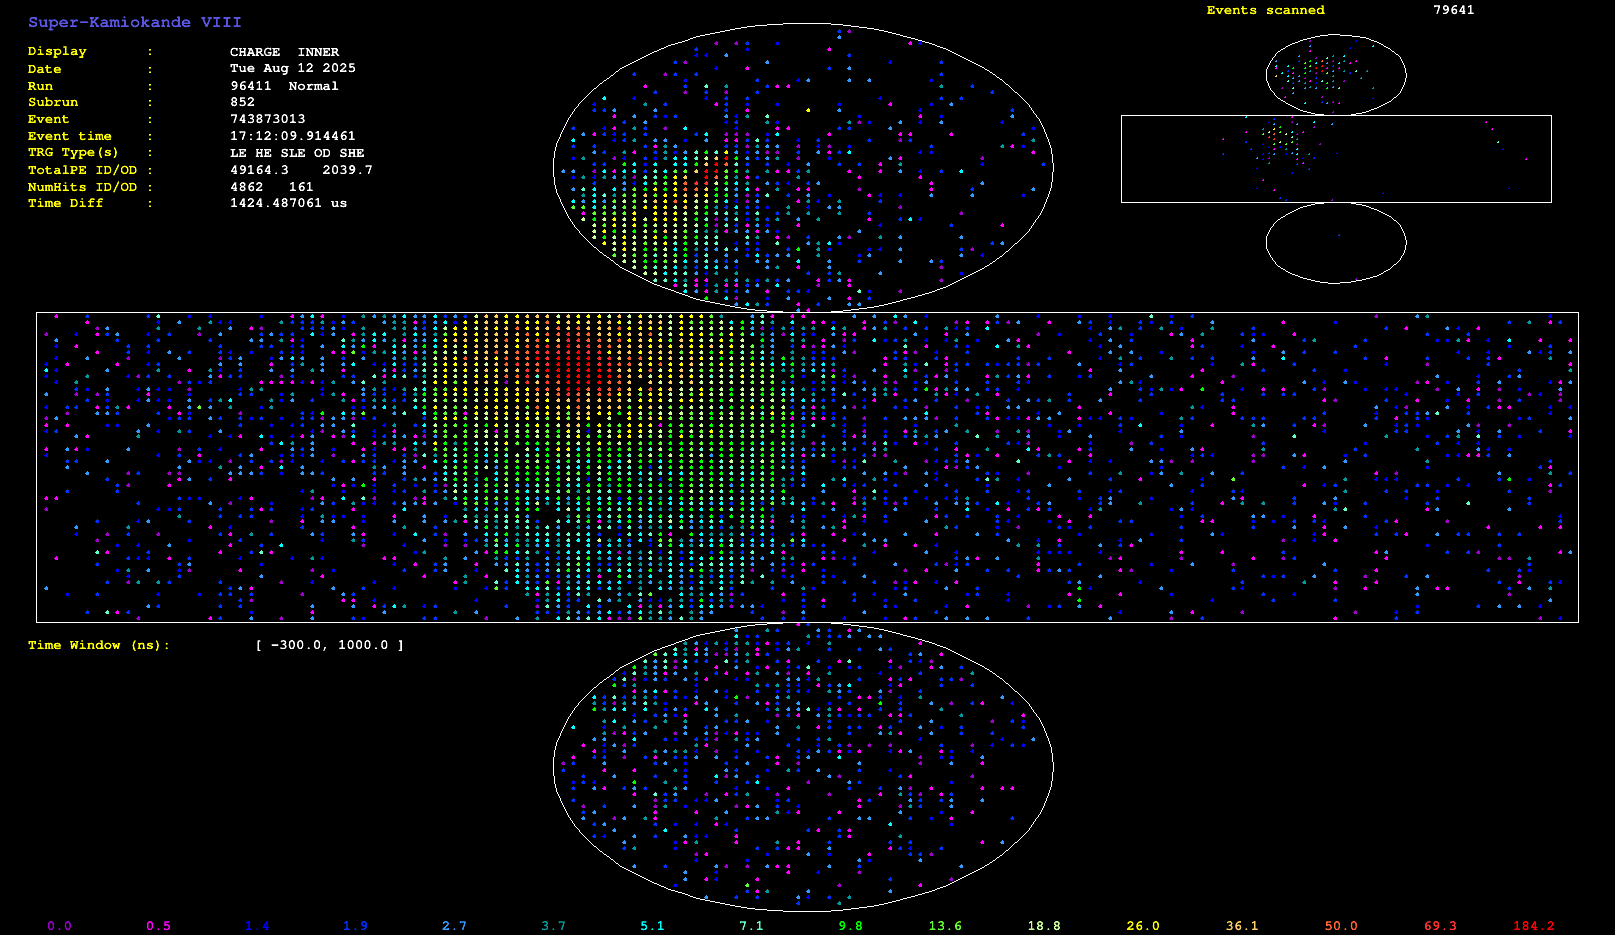 Super-Kamiokande VIII
Events scanned 79641
Display : CHARGE INNER
Date : Tue Aug 12 2025
Run : 96411 Normal
Subrun : 852
Event : 743873013
Event time : 17:12:09.914461
TRG Type(s) : LE HE SLE OD SHE
TotalPE ID/OD : 49164.3 2039.7
NumHits ID/OD : 4862 161
Time Diff : 1424.487061 us
Time Window (ns): [ -300.0, 1000.0 ]
0.0 0.5 1.4 1.9 2.7 3.7 5.1 7.1 9.8 13.6 18.8 26.0 36.1 50.0 69.3 184.2